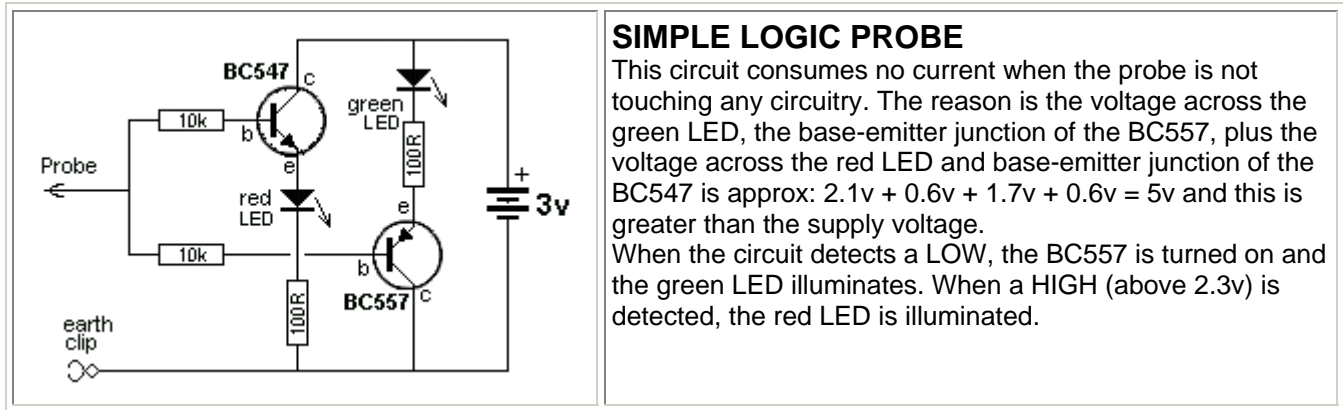 SIMPLE LOGIC PROBE
This circuit consumes no current when the probe is not
touching any circuitry. The reason is the voltage across the
green LED, the base-emitter junction of the BC557, plus the
voltage across the red LED and base-emitter junction of the
BC547 is approx: 2.1v + 0.6v + 1.7v + 0.6v = 5v and this is
greater than the supply voltage.
When the circuit detects a LOW, the BC557 is turned on and
the green LED illuminates. When a HIGH (above 2.3v) is
detected, the red LED is illuminated.
BC547
c
green
LED
10k
b
100R
Probe
e
+
red
LED
3v
e
10k
b
BC557
c
100R
earth
clip